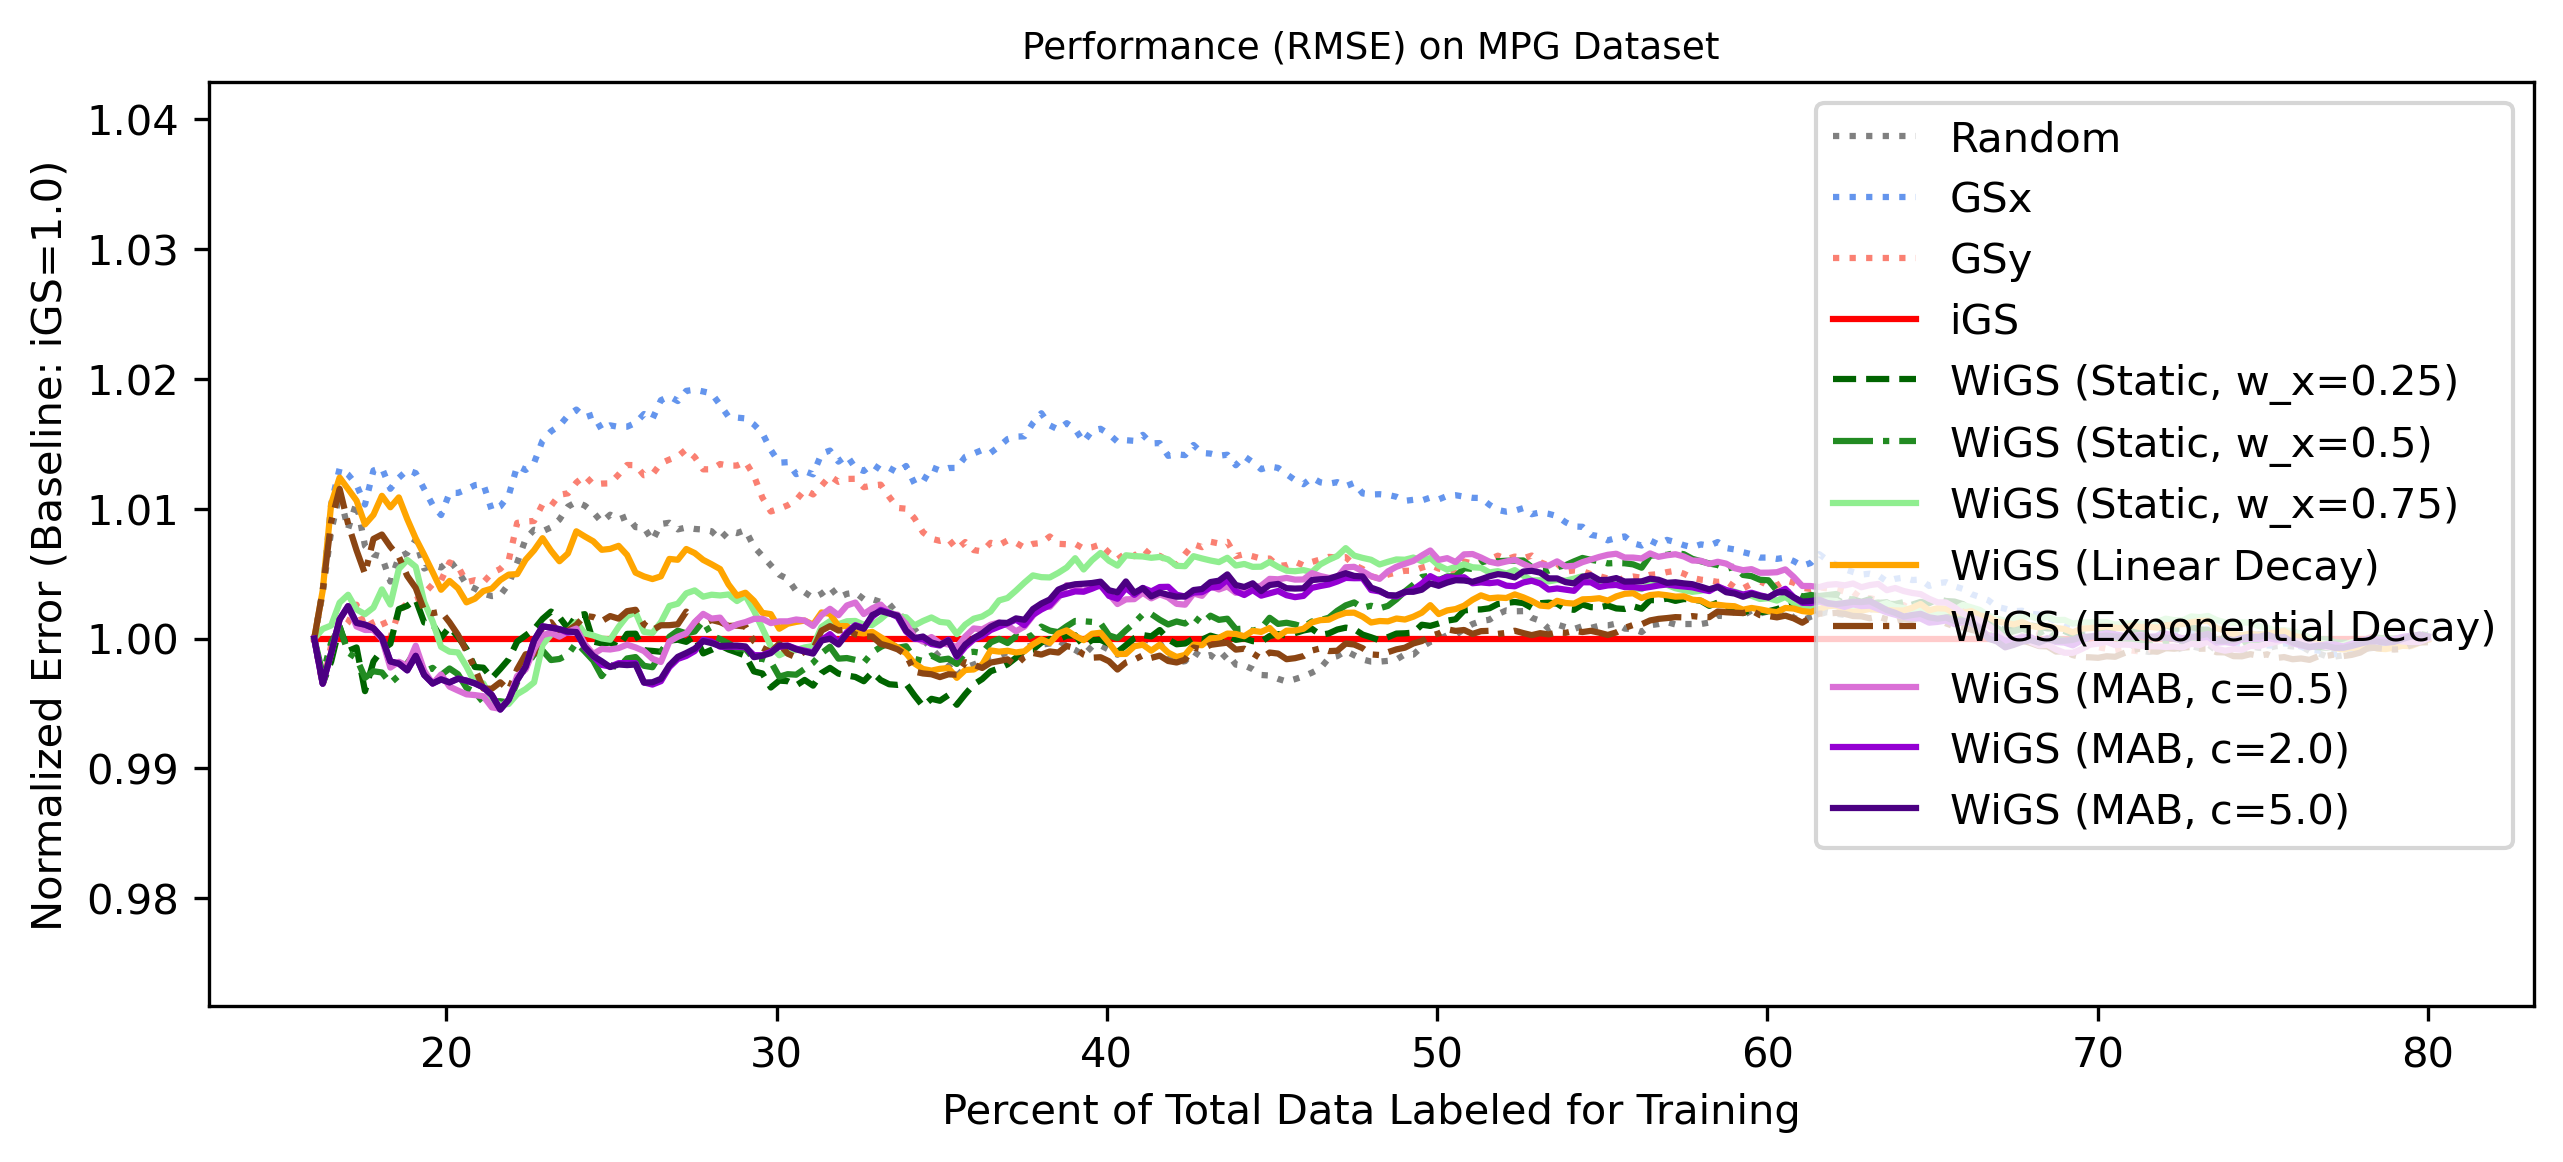 Performance (RMSE) on MPG Dataset
Normalized Error (Baseline: iGS=1.0)
1.04
1.03
1.02
1.01
1.00
0.99
0.98
Random
GSx
GSy
iGS
WiGS (Static, w_x=0.25)
WiGS (Static, w_x=0.5)
WiGS (Static, w_x=0.75)
WiGS (Linear Decay)
WiGS (Exponential Decay)
WiGS (MAB, c=0.5)
WiGS (MAB, c=2.0)
WiGS (MAB, c=5.0)
20 30 40 50 60 70 80
Percent of Total Data Labeled for Training